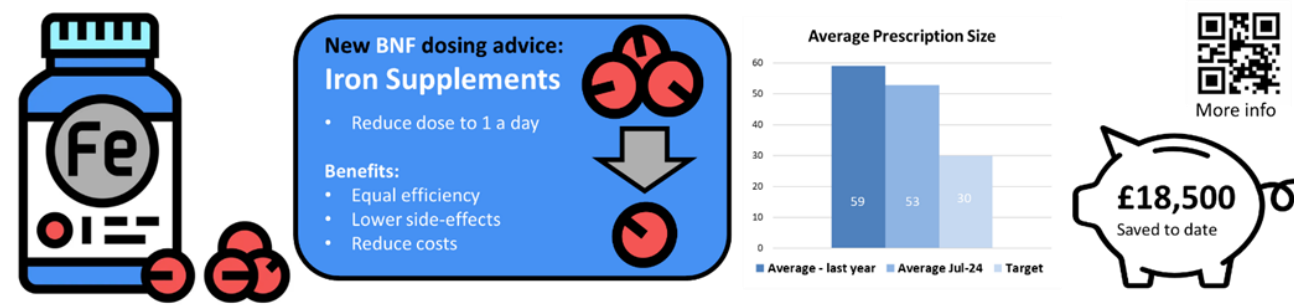 Fe
New BNF dosing advice:
Iron Supplements
• Reduce dose to 1 a day
Benefits:
• Equal efficiency
• Lower side-effects
• Reduce costs
Average Prescription Size
60
50
40
30
20
10
0
59
53
30
Average - last year
Average Jul-24
Target
More info
£18,500
Saved to date